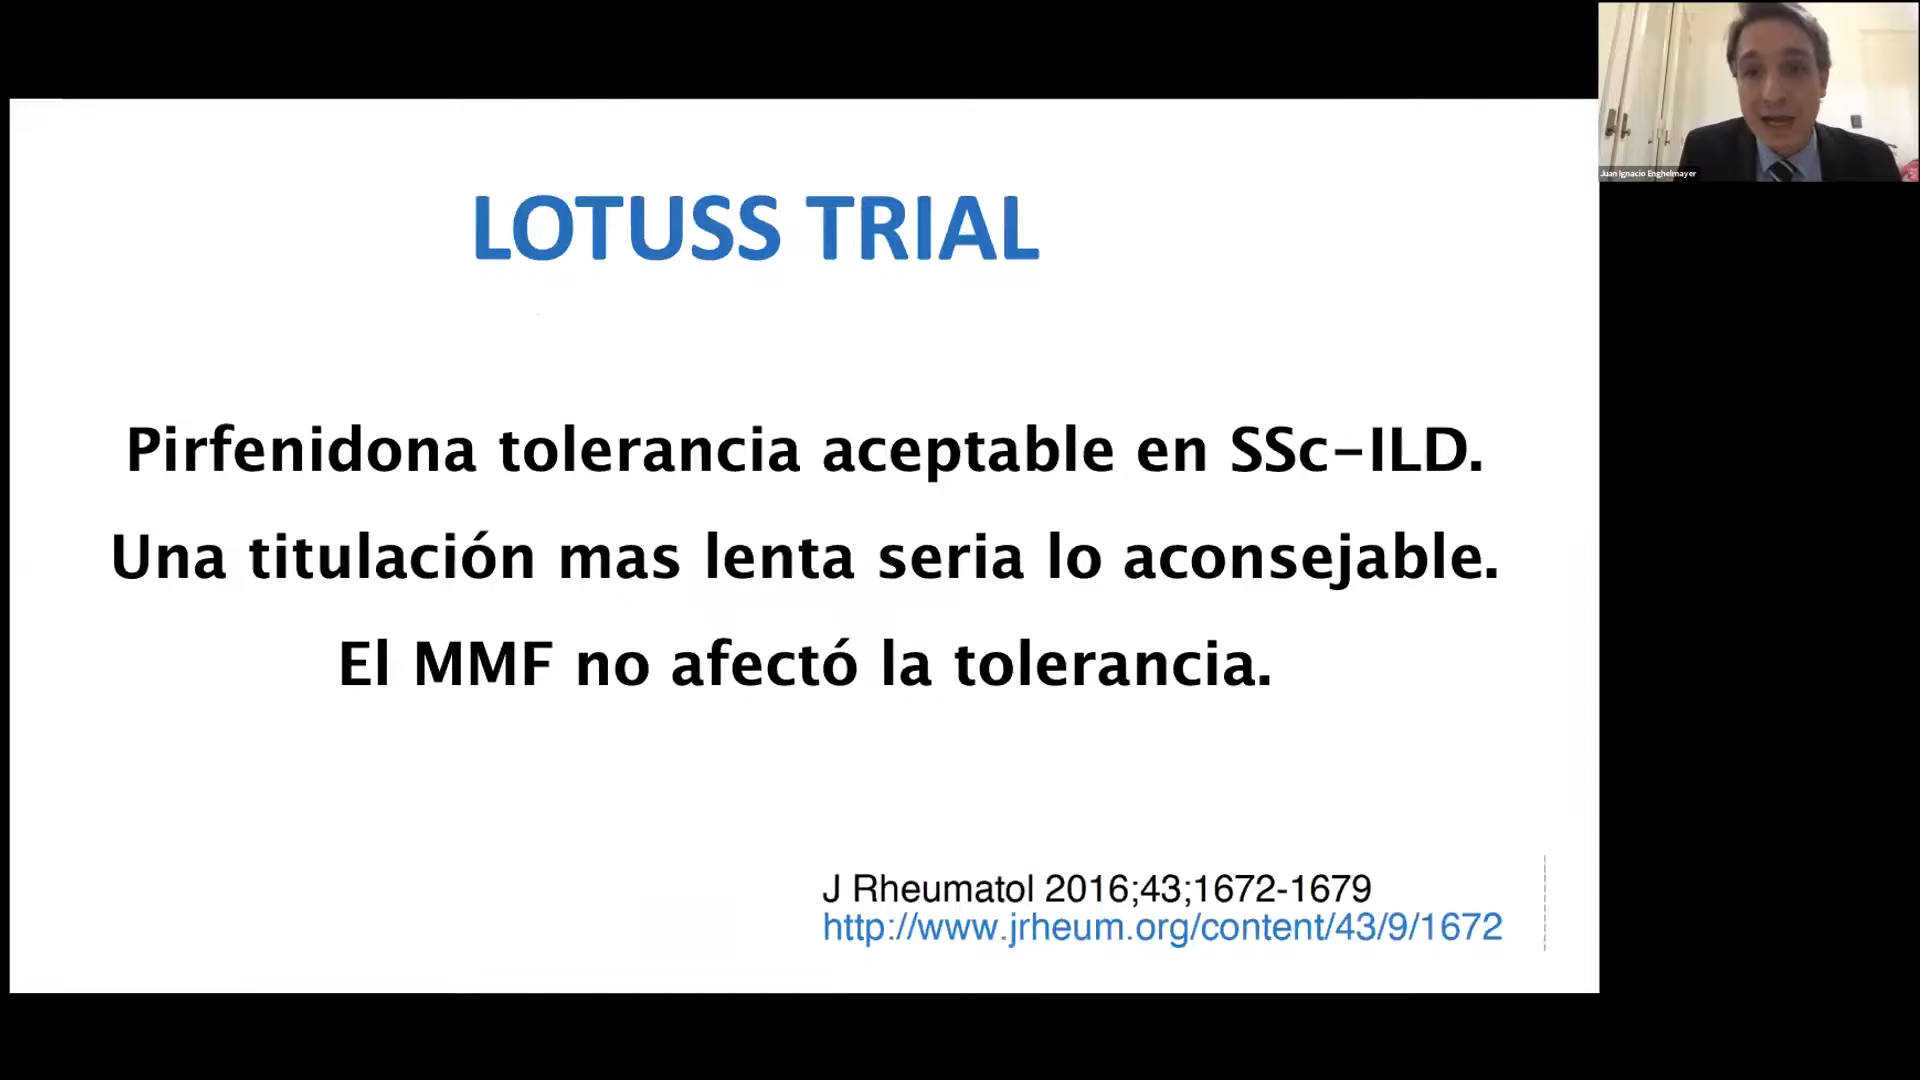 LOTUSS TRIAL
Pirfenidona tolerancia aceptable en SSc-ILD.
Una titulación mas lenta seria lo aconsejable.
El MMF no afectó la tolerancia.
J Rheumatol 2016;43;1672-1679
http://www.jrheum.org/content/43/9/1672
Juan Ignacio Enghelmayer